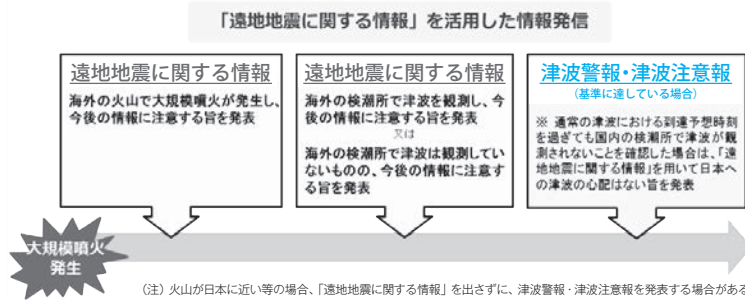 「遠地地震に関する情報」を活用した情報発信
遠地地震に関する情報
海外の火山で大規模噴火が発生し、
今後の情報に注意する旨を発表
遠地地震に関する情報
海外の検潮所で津波を観測し、今
後の情報に注意する旨を発表
又は
海外の検潮所で津波は観測してい
ないものの、今後の情報に注意す
る旨を発表
津波警報・津波注意報
(基準に達している場合)
※ 通常の津波における到達予想時刻
を過ぎても国内の検潮所で津波が観
測されないことを確認した場合は、「遠
地地震に関する情報」を用いて日本へ
の津波の心配はない旨を発表
大規模噴火
発生
(注) 火山が日本に近い等の場合、「遠地地震に関する情報」を出さずに、津波警報・津波注意報を発表する場合がある